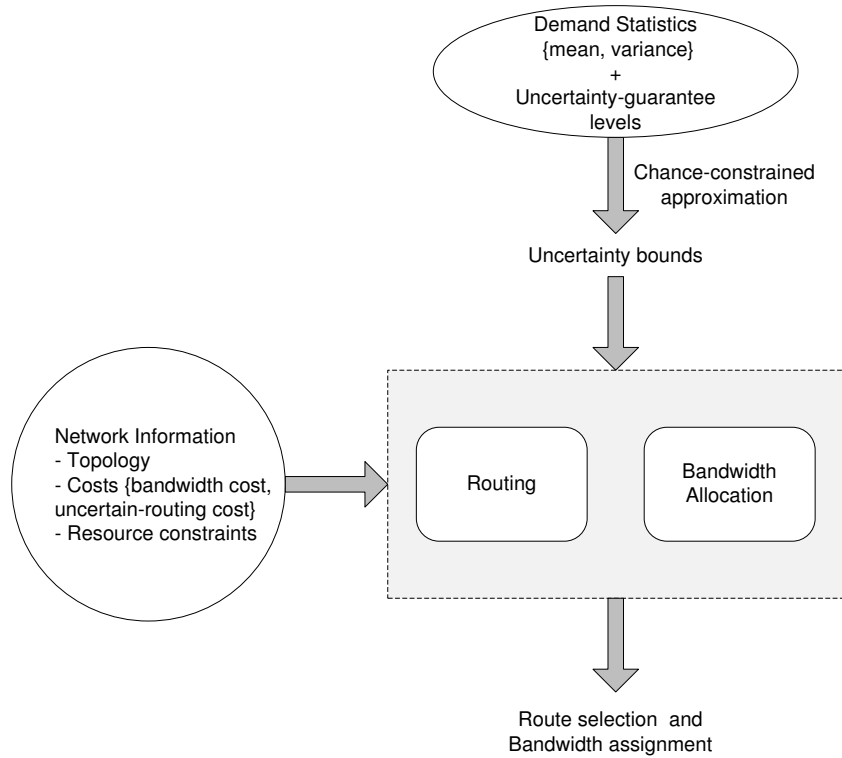 Demand Statistics
{mean, variance}
+
Uncertainty-guarantee
levels
Chance-constrained
approximation
Uncertainty bounds
Network Information
- Topology
- Costs {bandwidth cost,
uncertain-routing cost}
- Resource constraints
Routing
Bandwidth
Allocation
Route selection and
Bandwidth assignment